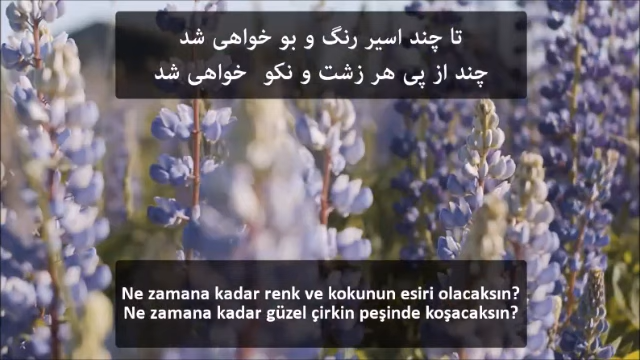 تا چند اسیر رنگ و بو خواهی شد
چند از پی هر زشت و نکو خواهی شد
Ne zamana kadar renk ve kokunun esiri olacaksın?
Ne zamana kadar güzel çirkin peşinde koşacaksın?